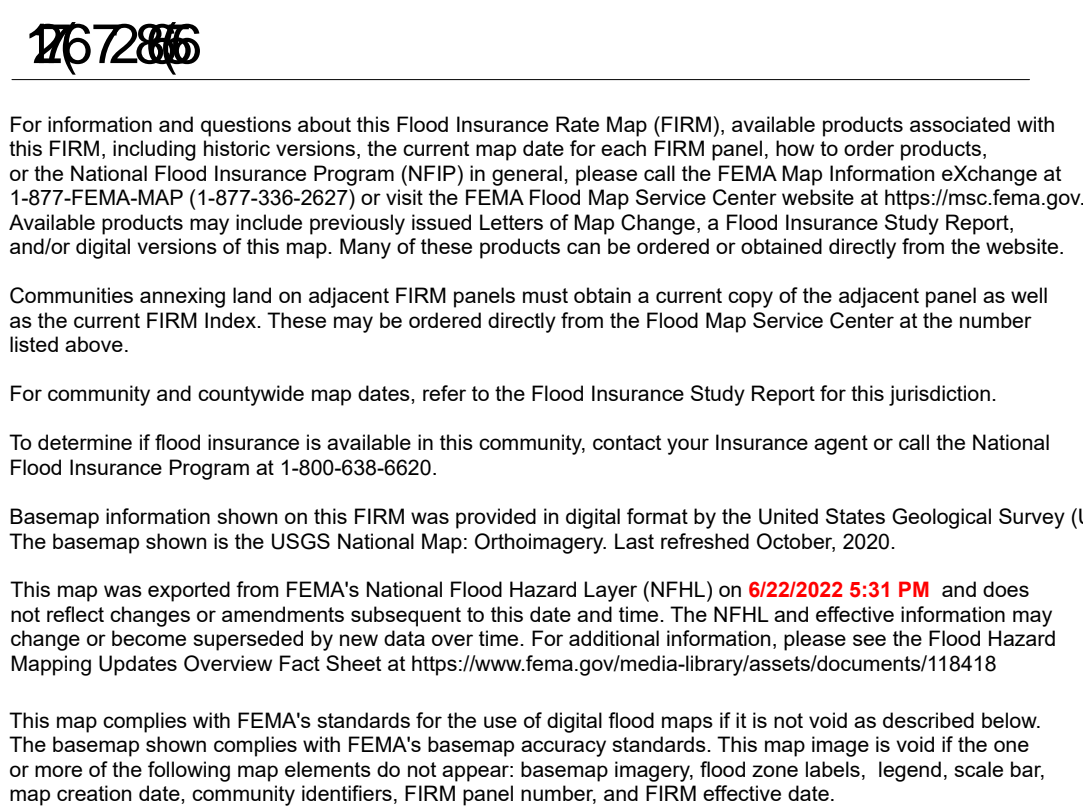 For information and questions about this Flood Insurance Rate Map (FIRM), available products associated with
this FIRM, including historic versions, the current map date for each FIRM panel, how to order products,
or the National Flood Insurance Program (NFIP) in general, please call the FEMA Map Information eXchange at
1-877-FEMA-MAP (1-877-336-2627) or visit the FEMA Flood Map Service Center website at https://msc.fema.gov.
Available products may include previously issued Letters of Map Change, a Flood Insurance Study Report,
and/or digital versions of this map. Many of these products can be ordered or obtained directly from the website.
Communities annexing land on adjacent FIRM panels must obtain a current copy of the adjacent panel as well
as the current FIRM Index. These may be ordered directly from the Flood Map Service Center at the number
listed above.
For community and countywide map dates, refer to the Flood Insurance Study Report for this jurisdiction.
To determine if flood insurance is available in this community, contact your Insurance agent or call the National
Flood Insurance Program at 1-800-638-6620.
Basemap information shown on this FIRM was provided in digital format by the United States Geological Survey (
The basemap shown is the USGS National Map: Orthoimagery. Last refreshed October, 2020.
This map was exported from FEMA's National Flood Hazard Layer (NFHL) on 6/22/2022 5:31 PM and does
not reflect changes or amendments subsequent to this date and time. The NFHL and effective information may
change or become superseded by new data over time. For additional information, please see the Flood Hazard
Mapping Updates Overview Fact Sheet at https://www.fema.gov/media-library/assets/documents/118418
This map complies with FEMA's standards for the use of digital flood maps if it is not void as described below.
The basemap shown complies with FEMA's basemap accuracy standards. This map image is void if the one
or more of the following map elements do not appear: basemap imagery, flood zone labels, legend, scale bar,
map creation date, community identifiers, FIRM panel number, and FIRM effective date.